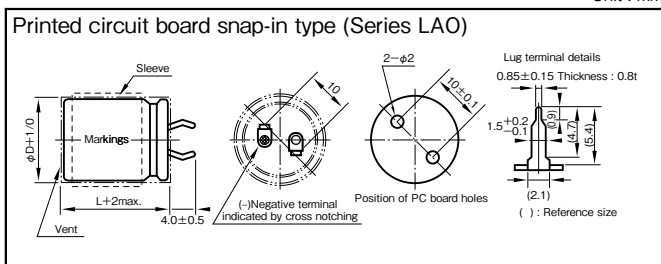 Printed circuit board snap-in type (Series LAO)
Sleeve
Markings
φD+1/0
L+2max.
4.0±0.5
Vent
10
(-)Negative terminal
indicated by cross notching
2-φ2
10±0.1
Position of PC board holes
Lug terminal details
0.85±0.15 Thickness : 0.8t
1.5+0.2
-0.1
(0.9)
(4.7)
(5.4)
(2.1)
( ) : Reference size